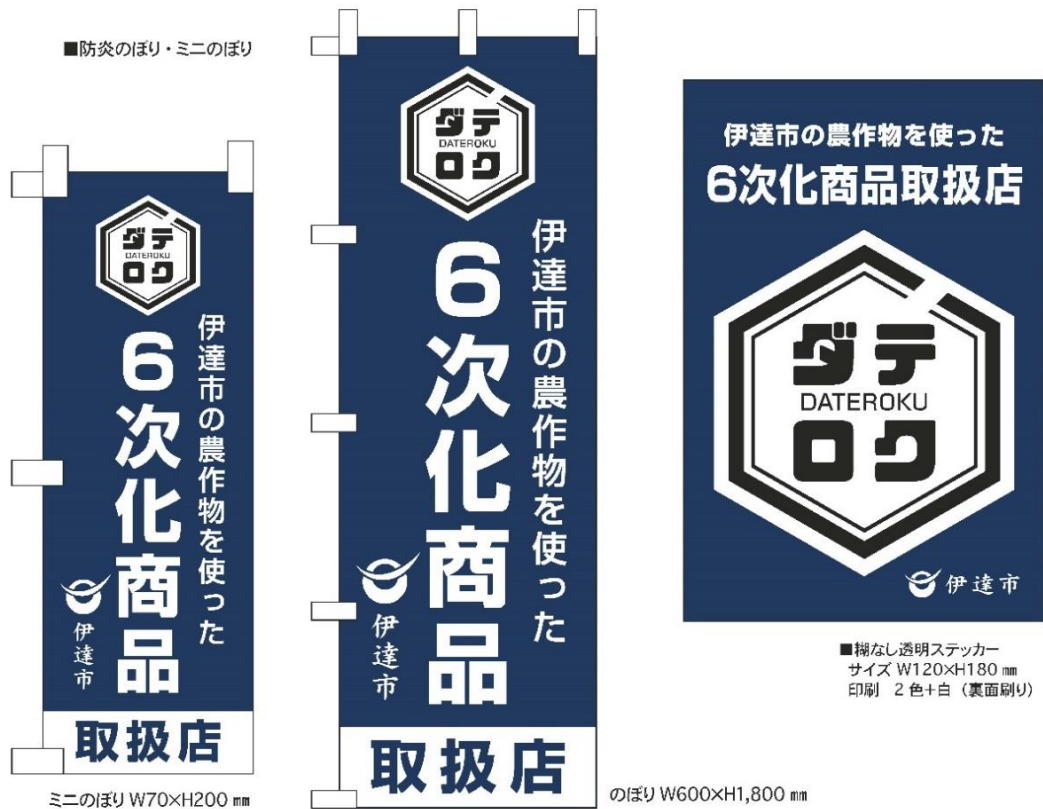 ■防炎のぼり・ミニのぼり
ダテ
DATEROKU
ロク
伊達市の農作物を使った
6次化商品
伊達市
取扱店
ミニのぼり W70×H200 ㎜
ダテ
DATEROKU
ロク
伊達市の農作物を使った
6次化商品
伊達市
取扱店
のぼり W600×H1,800 ㎜
伊達市の農作物を使った
6次化商品取扱店
ダテ
DATEROKU
ロク
伊達市
■糊なし透明ステッカー
サイズ W120×H180 ㎜
印刷 2色+白（裏面刷り）